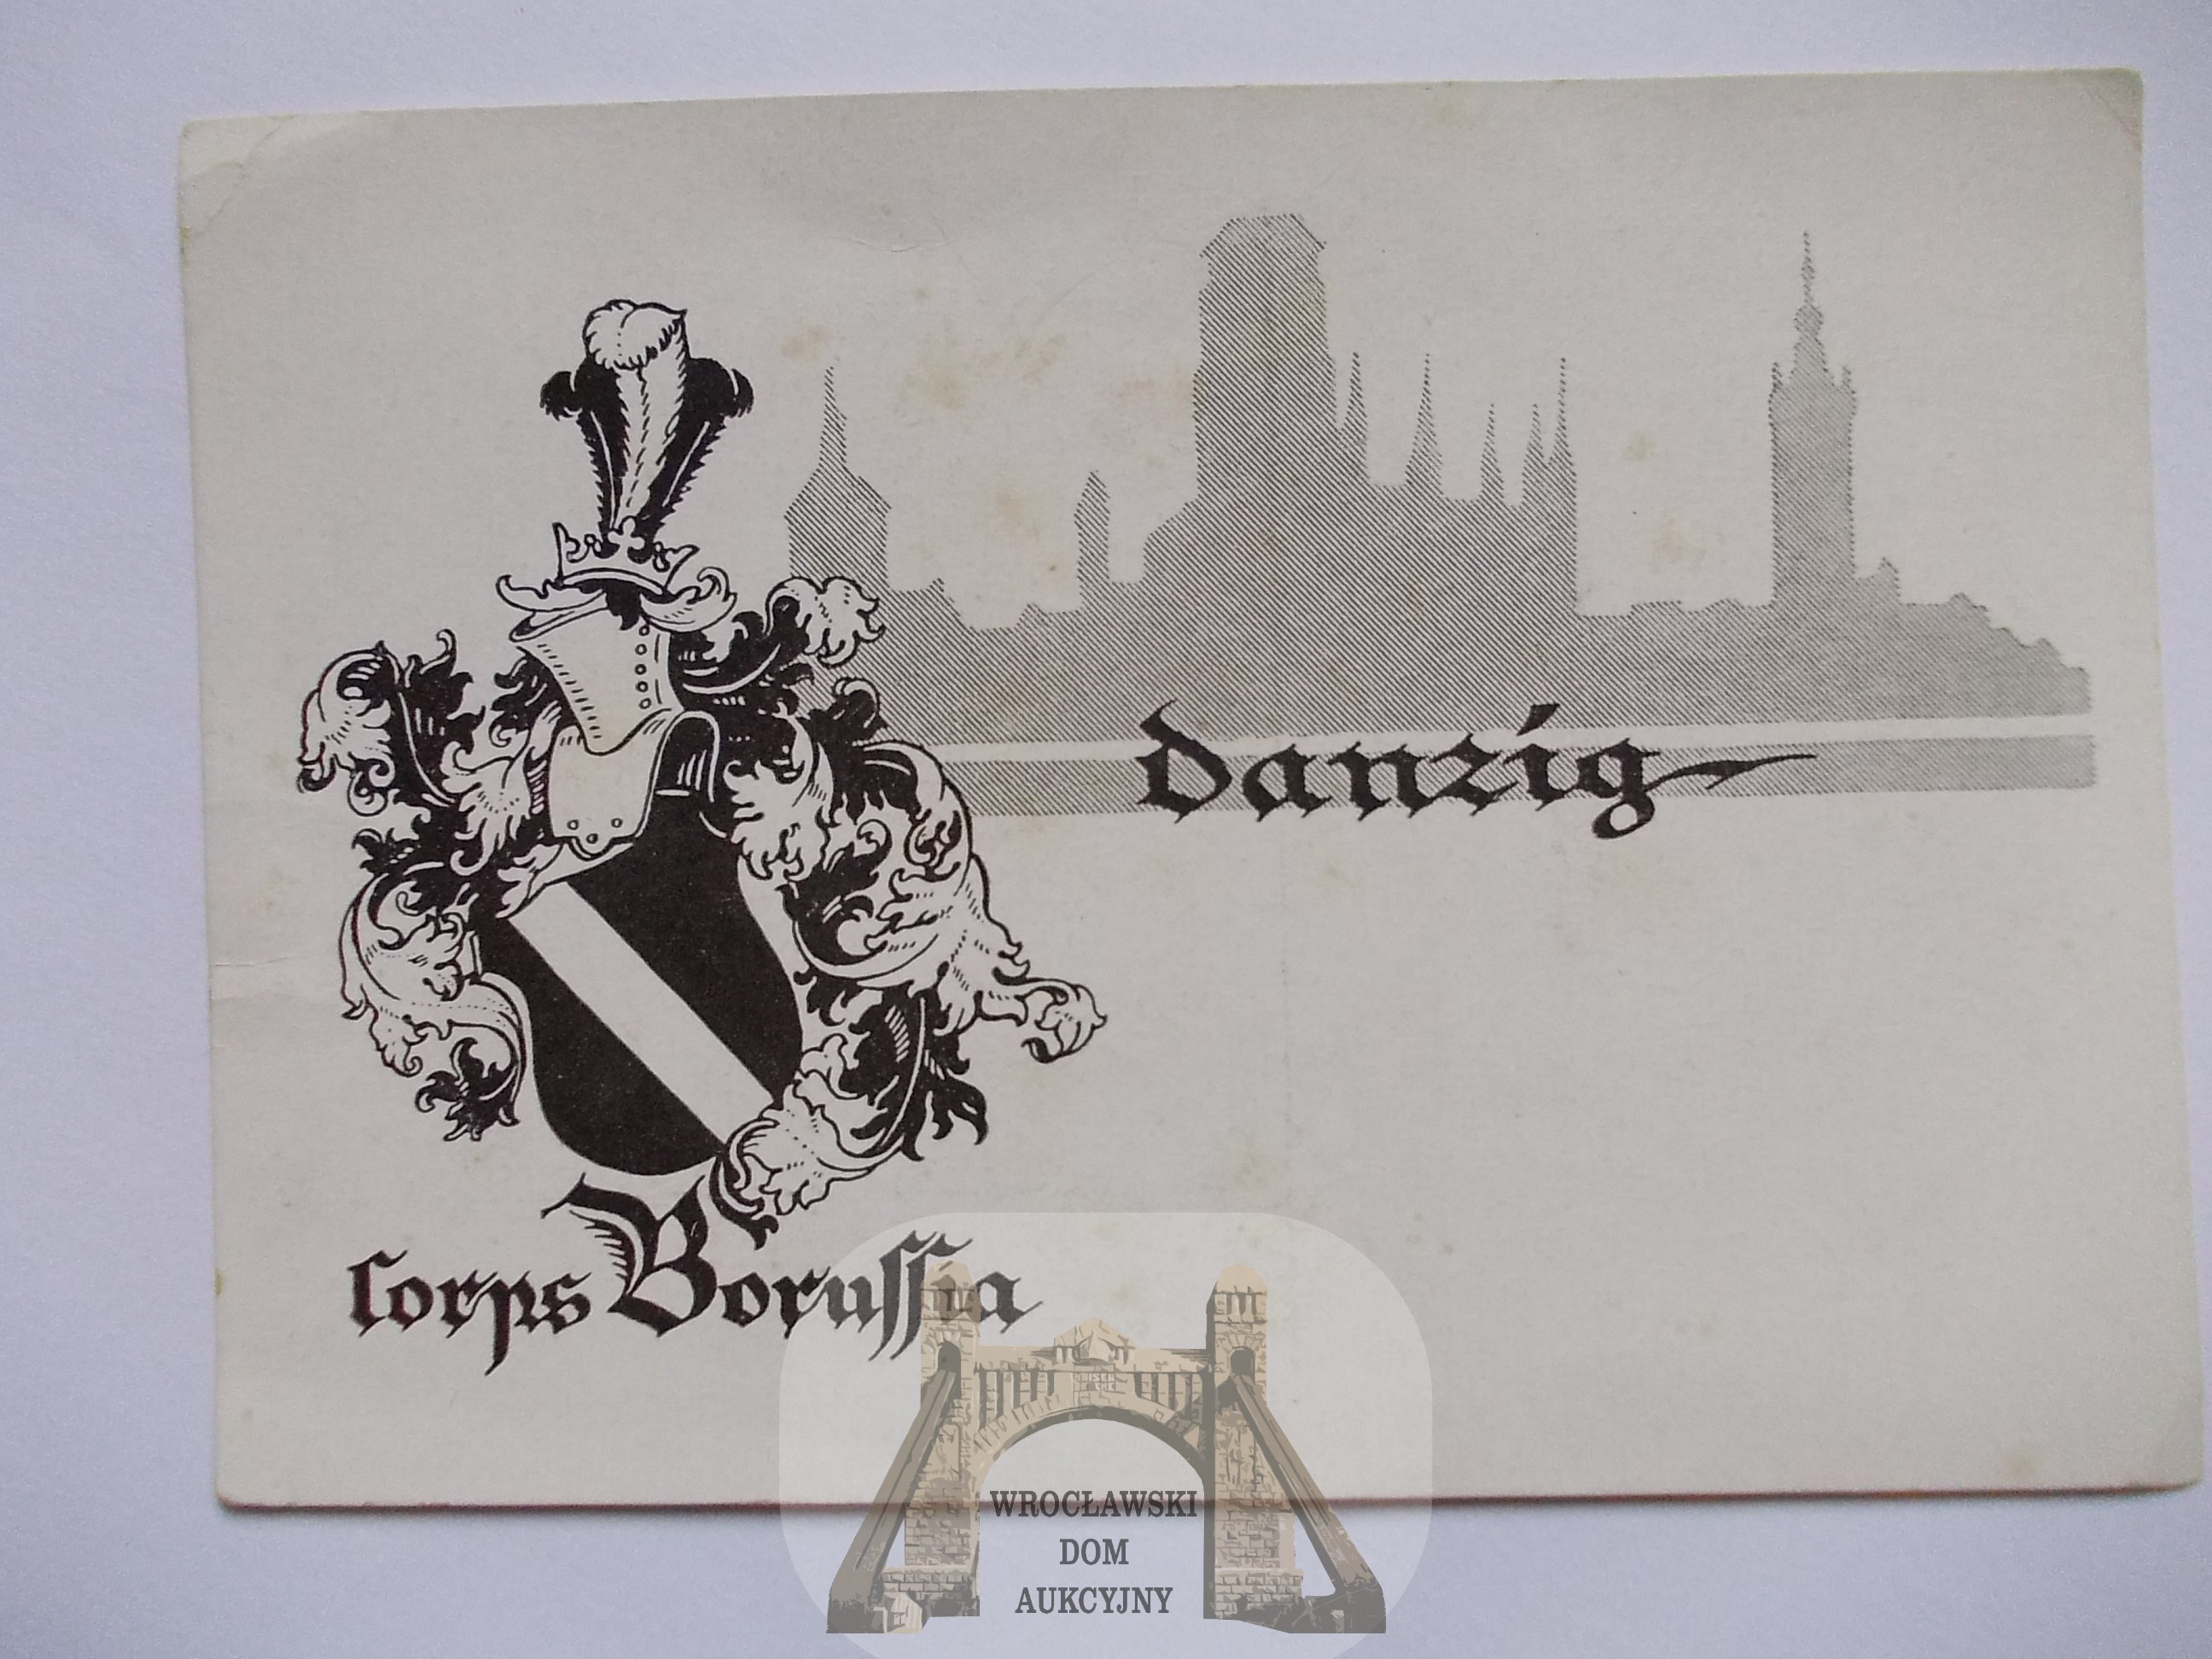 danzig
Corps Boruſſia
WROCŁAWSKI
DOM
AUKCYJNY